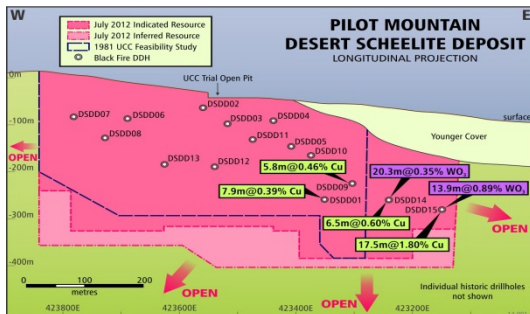 W
E
PILOT MOUNTAIN
DESERT SCHEELITE DEPOSIT
LONGITUDINAL PROJECTION
July 2012 Indicated Resource
July 2012 Inferred Resource
1981 UCC Feasibility Study
Black Fire DDH
UCC Trial Open Pit
0m
-100m
-200m
-300m
-400m
surface
Younger Cover
DSDD07
DSDD06
DSDD02
DSDD03
DSDD04
DSDD08
DSDD11
DSDD05
DSDD10
DSDD13
DSDD12
OPEN
5.8m@0.46% Cu
20.3m@0.35% WO₃
7.9m@0.39% Cu
DSDD09
DSDD01
13.9m@0.89% WO₃
DSDD14
DSDD15
6.5m@0.60% Cu
17.5m@1.80% Cu
OPEN
OPEN
OPEN
Individual historic drillholes
not shown
0
100
metres
423800E
423600E
423400E
423200E